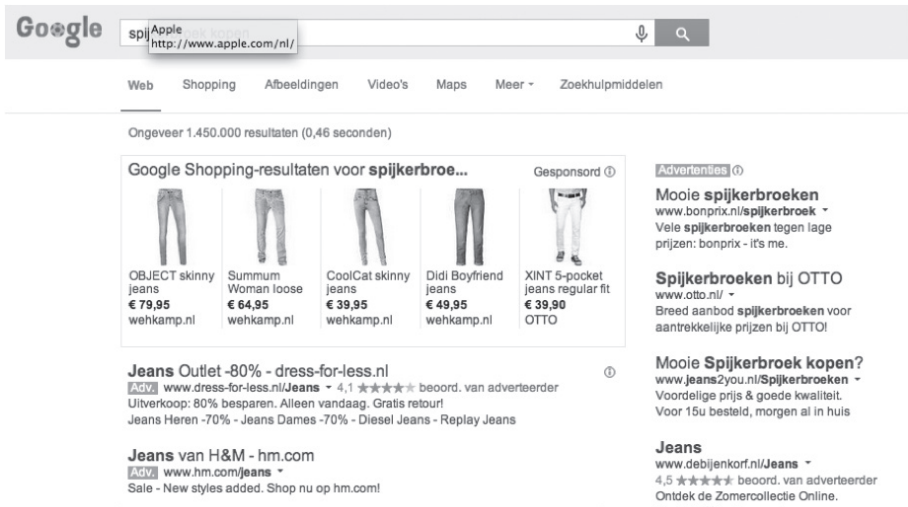 Google
spij
Apple
http://www.apple.com/nl/
Web Shopping Afbeeldingen Video's Maps Meer Zoekhulpmiddelen
Ongeveer 1.450.000 resultaten (0,46 seconden)
Google Shopping-resultaten voor spijkerbroe... Gesponsord
OBJECT skinny
jeans
€ 79,95
wehkamp.nl
Summum
Woman loose
€ 64,95
wehkamp.nl
CoolCat skinny
jeans
€ 39,95
wehkamp.nl
Didi Boyfriend
jeans
€ 49,95
wehkamp.nl
XINT 5-pocket
jeans regular fit
€ 39,90
OTTO
Jeans Outlet -80% - dress-for-less.nl
Adv. www.dress-for-less.nl/Jeans 4,1 ★★★★★ beoord. van adverteerder
Uitverkoop: 80% besparen. Alleen vandaag. Gratis retour!
Jeans Heren -70% - Jeans Dames -70% - Diesel Jeans - Replay Jeans
Jeans van H&M - hm.com
Adv. www.hm.com/jeans
Sale - New styles added. Shop nu op hm.com!
Advertenties
Mooie spijkerbroeken
www.bonprix.nl/spijkerbroek
Vele spijkerbroeken tegen lage
prijzen: bonprix - it's me.
Spijkerbroeken bij OTTO
www.otto.nl/
Breed aanbod spijkerbroeken voor
aantrekkelijke prijzen bij OTTO!
Mooie Spijkerbroek kopen?
www.jeans2you.nl/Spijkerbroeken
Voordelige prijs & goede kwaliteit.
Voor 15u besteld, morgen al in huis
Jeans
www.debijenkorf.nl/Jeans
4,5 ★★★★★ beoord. van adverteerder
Ontdek de Zomercollectie Online.